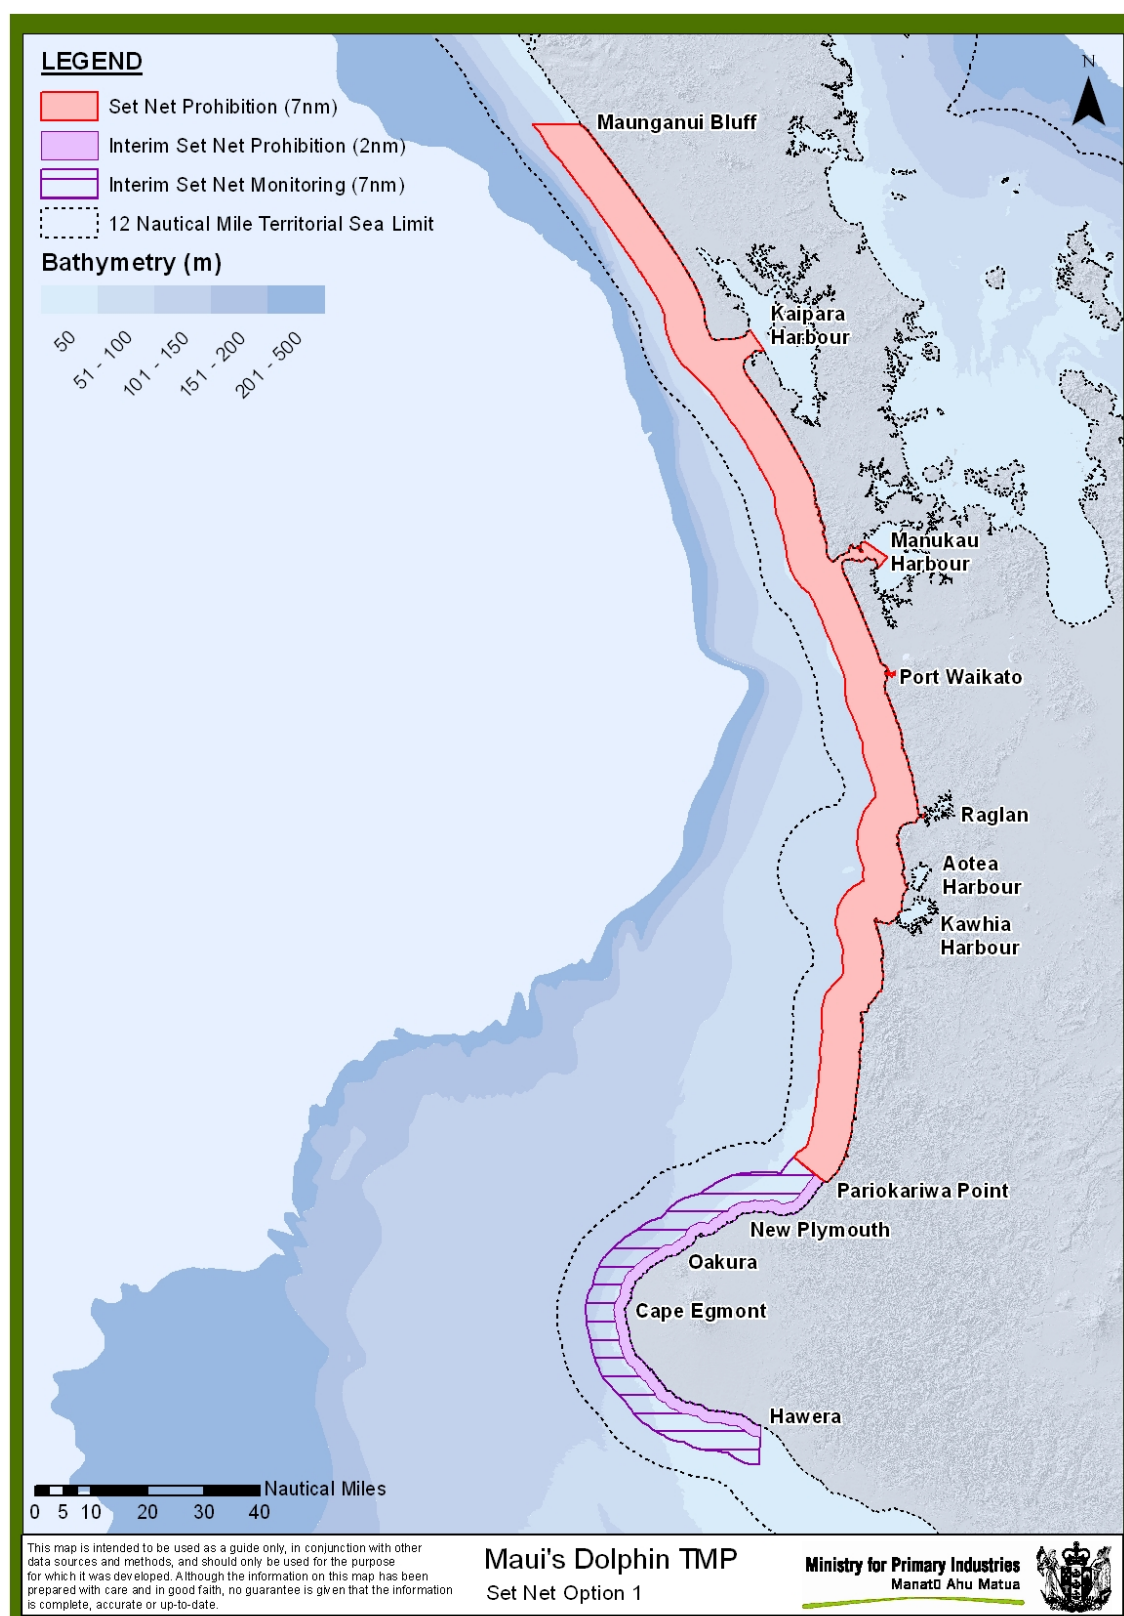 LEGEND
Set Net Prohibition (7nm)
Interim Set Net Prohibition (2nm)
Interim Set Net Monitoring (7nm)
12 Nautical Mile Territorial Sea Limit
Bathymetry (m)
50
51 - 100
101 - 150
151 - 200
201 - 500
N
Maunganui Bluff
Kaipara
Harbour
Manukau
Harbour
Port Waikato
Raglan
Aotea
Harbour
Kawhia
Harbour
Pariokariwa Point
New Plymouth
Oakura
Cape Egmont
Hawera
Nautical Miles
0 5 10 20 30 40
This map is intended to be used as a guide only, in conjunction with other
data sources and methods, and should only be used for the purpose
for which it was developed. Although the information on this map has been
prepared with care and in good faith, no guarantee is given that the information
is complete, accurate or up-to-date.
Maui's Dolphin TMP
Set Net Option 1
Ministry for Primary Industries
Manatū Ahu Matua